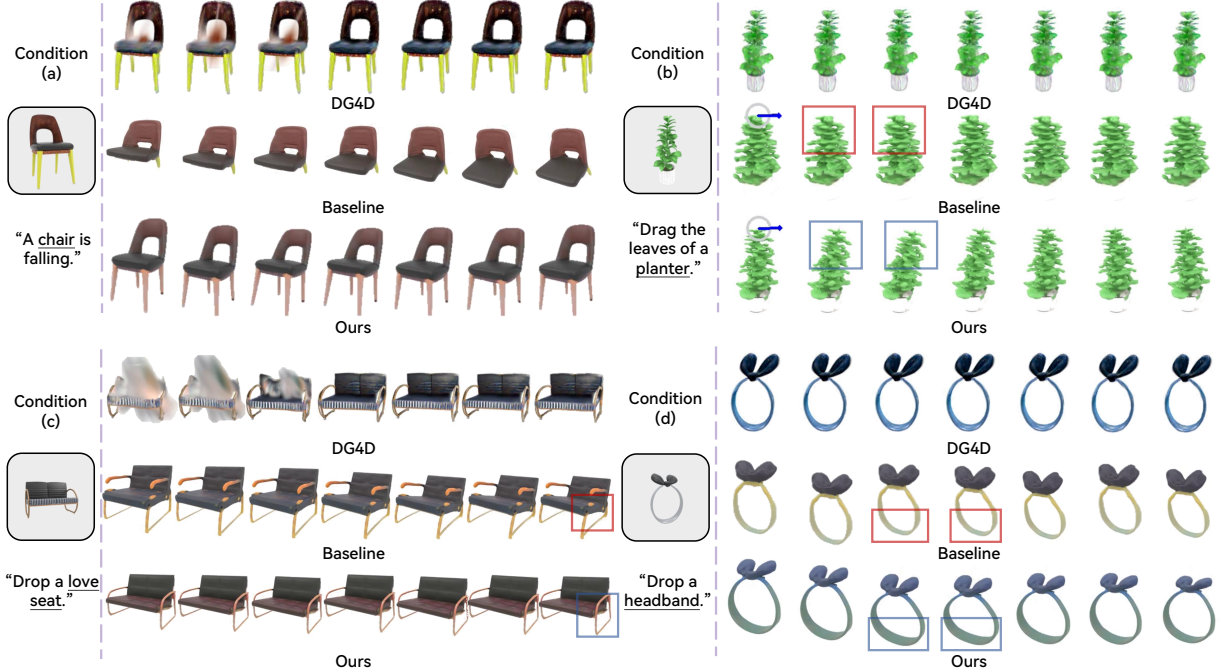 Condition
(a)
DG4D
Baseline
“A chair is
falling.”
Ours
Condition
(b)
DG4D
Baseline
“Drag the
leaves of a
planter.”
Ours
Condition
(c)
DG4D
Baseline
“Drop a love
seat.”
Ours
Condition
(d)
DG4D
Baseline
“Drop a
headband.”
Ours